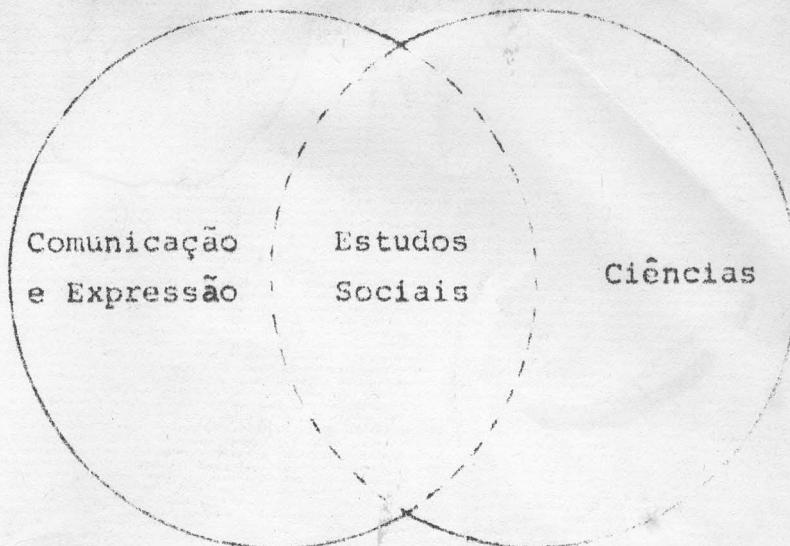 Comunicação
e Expressão
Estudos
Sociais
Ciências